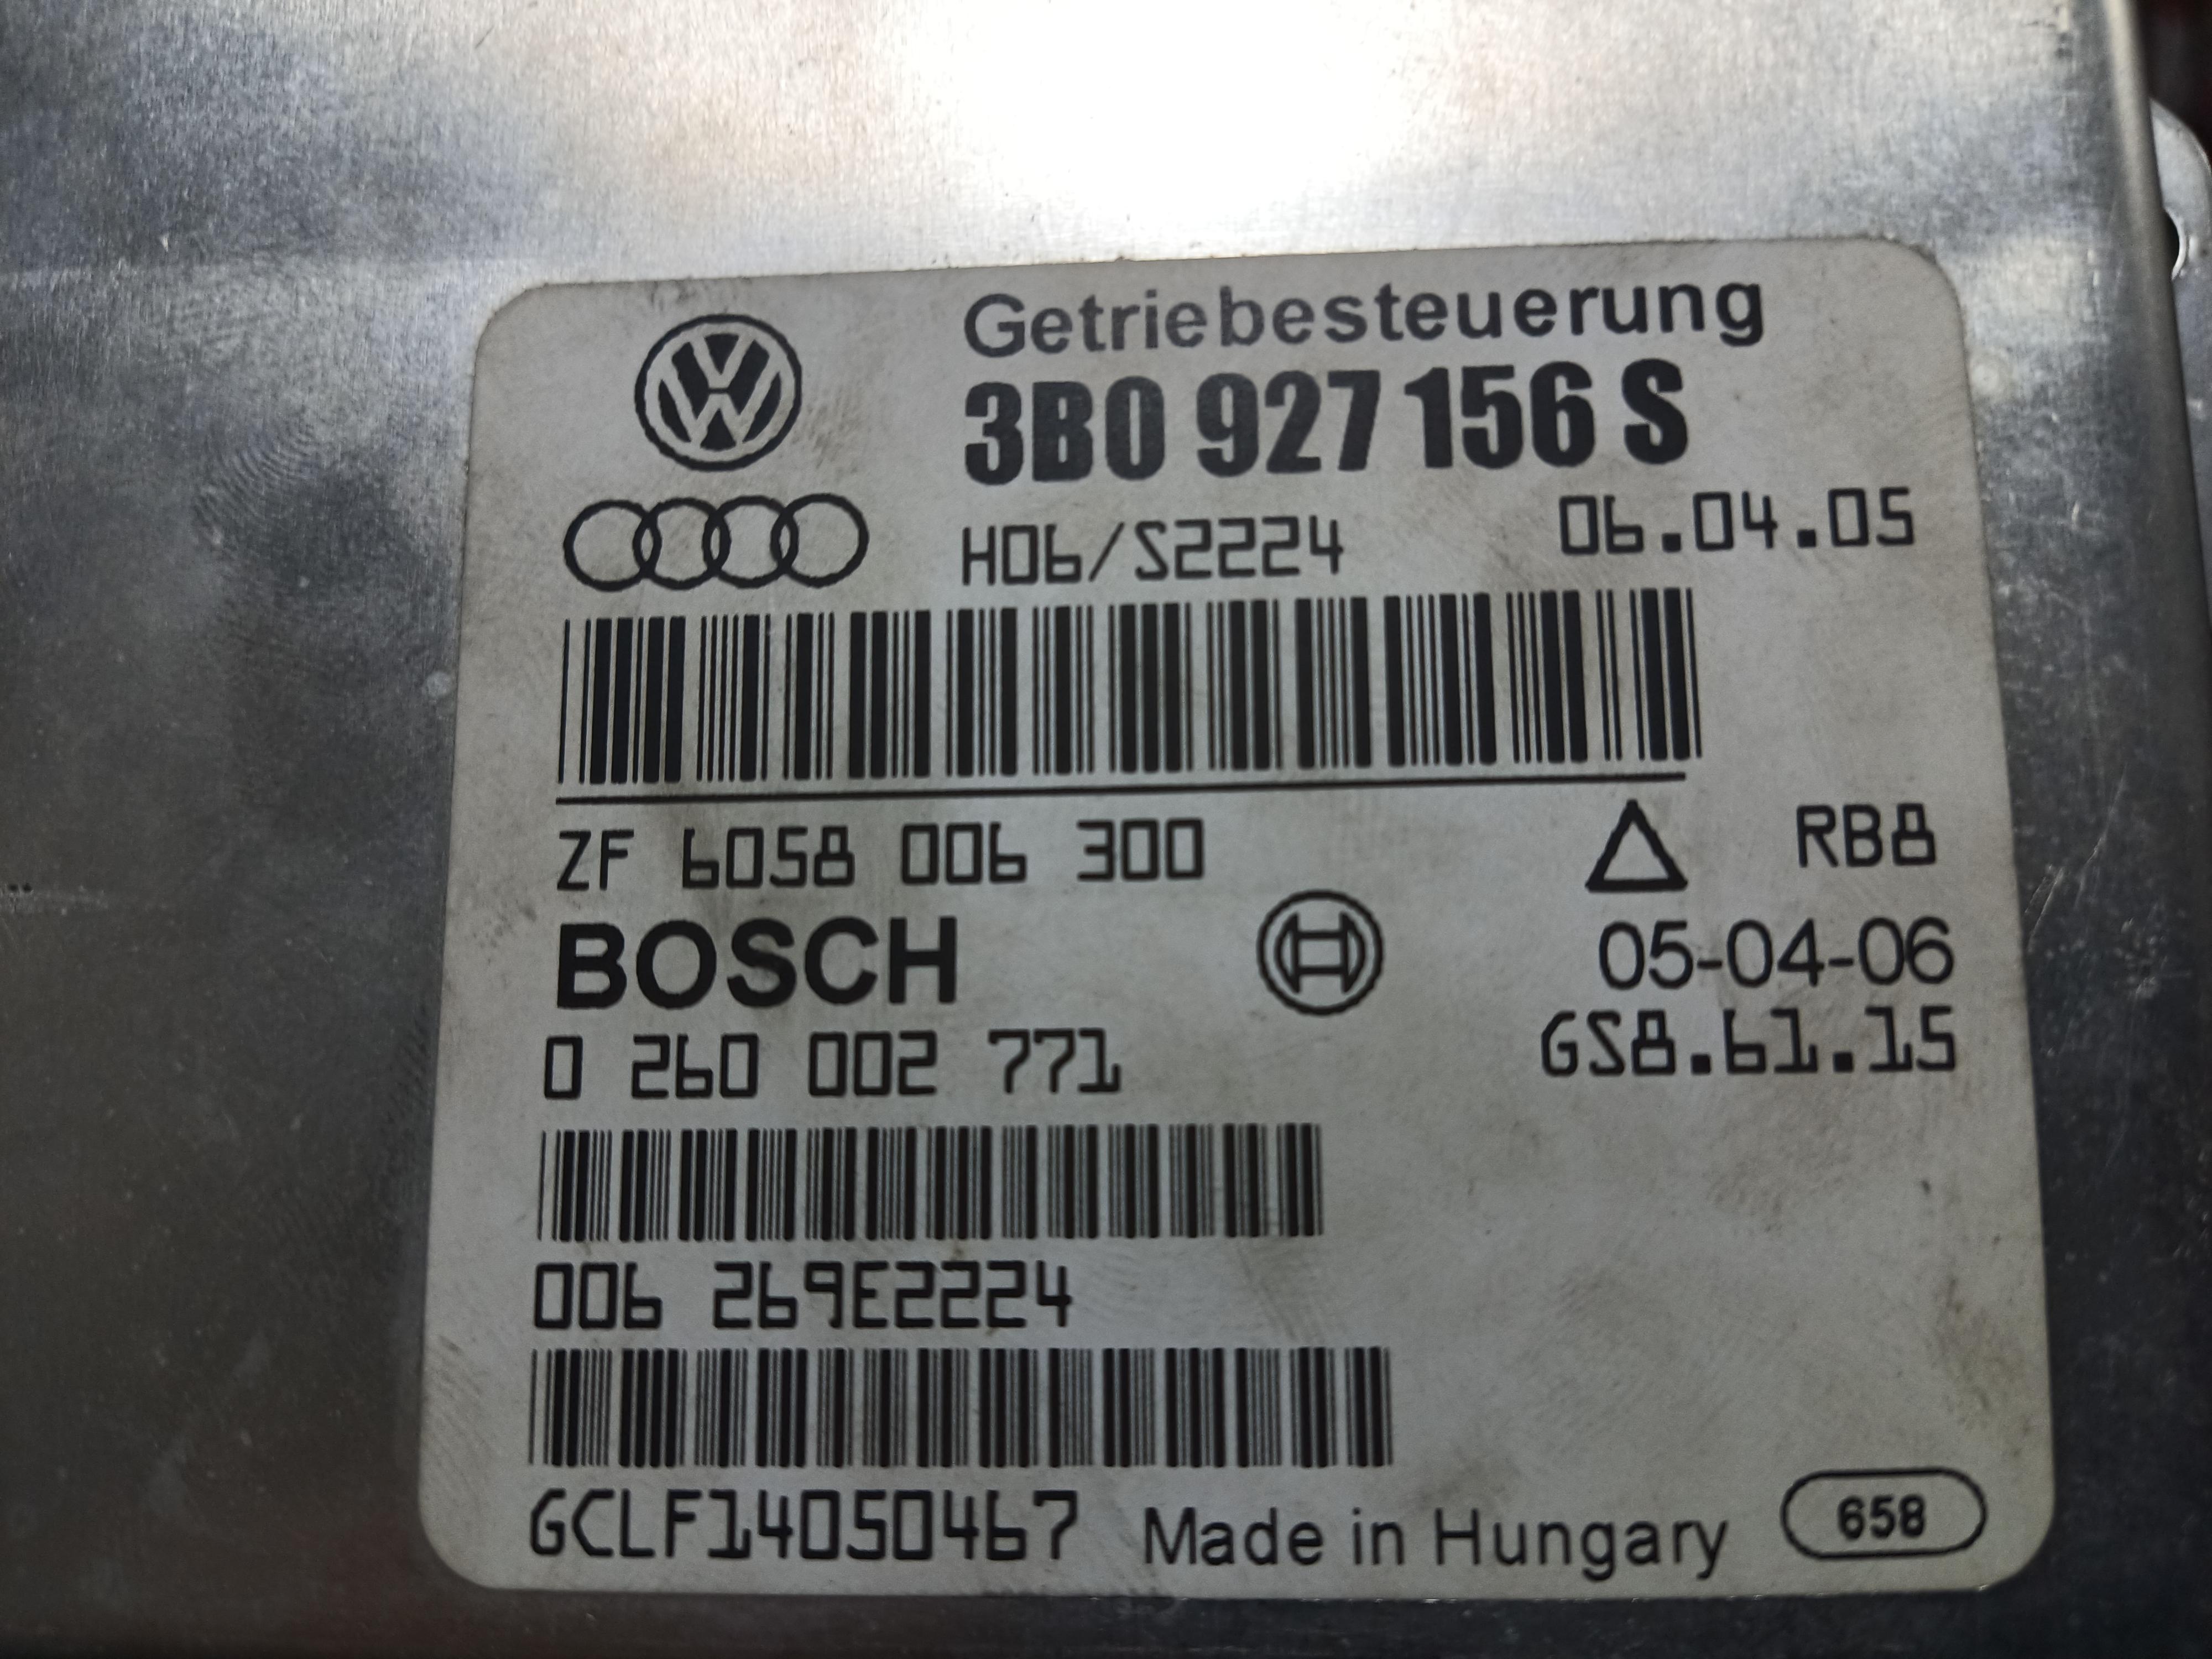 Getriebesteuerung
3B0 927 156 S
H06/S2224 06.04.05
ZF 6058 006 300 RB8
BOSCH 05-04-06
0 260 002 771 GS8.61.15
006 269E2224
GCLF14050467 Made in Hungary 658